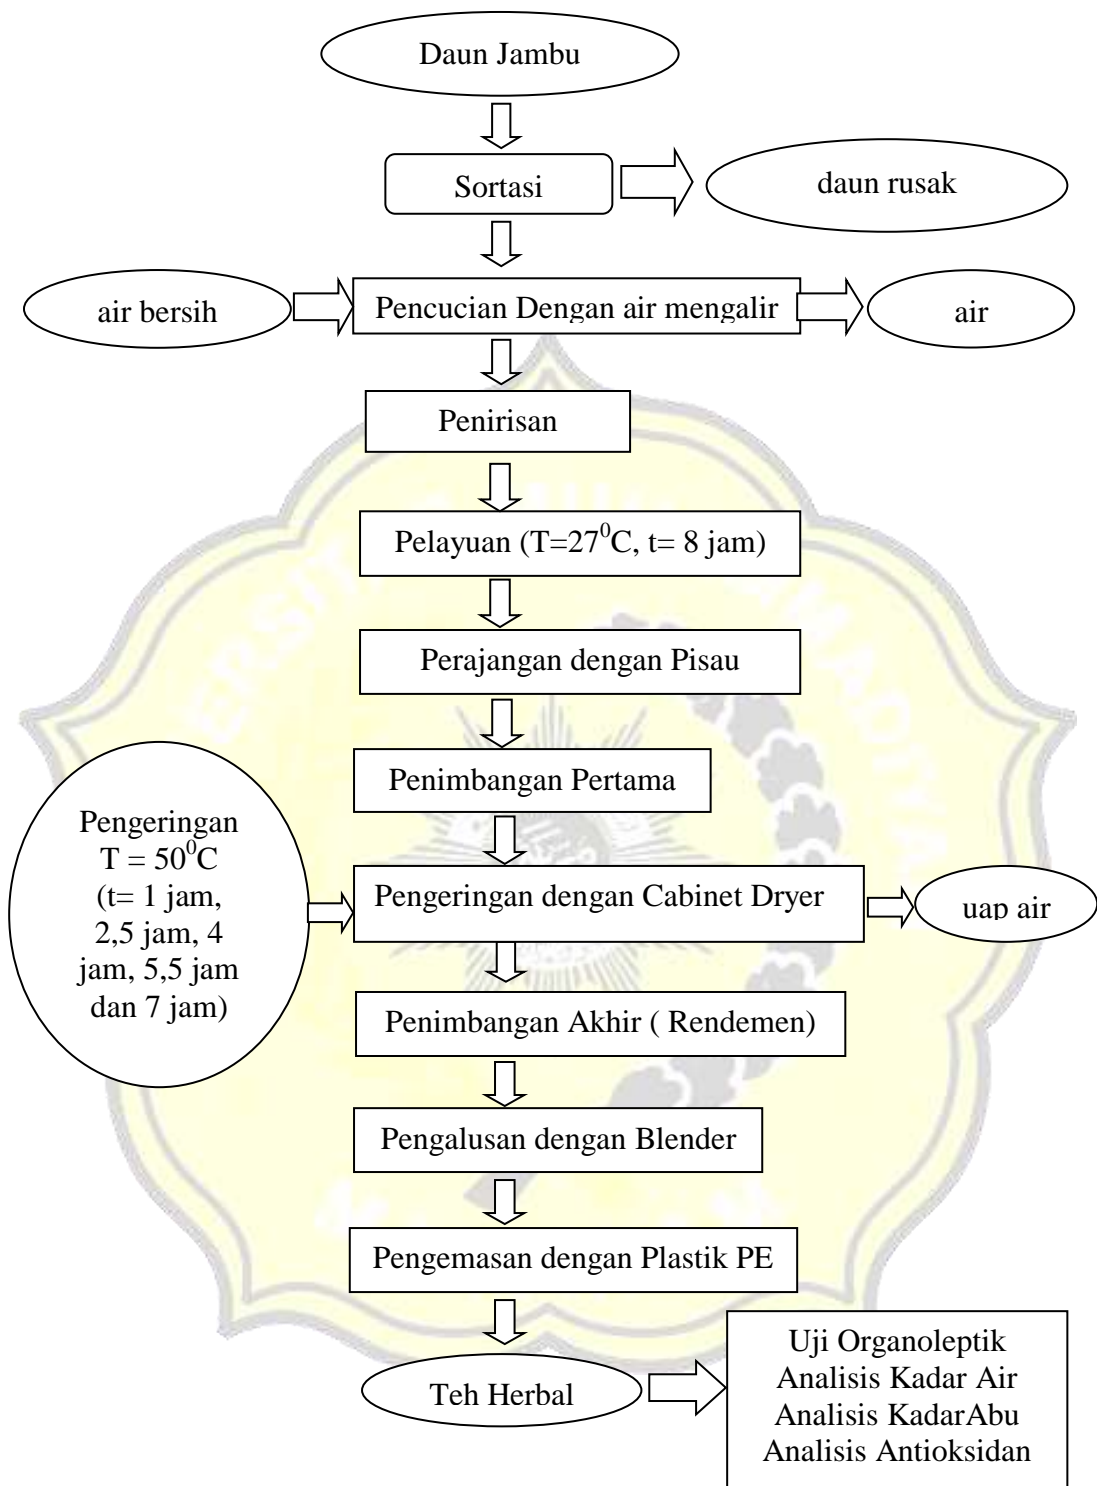 Daun Jambu
Sortasi
daun rusak
air bersih
Pencucian Dengan air mengalir
air
Penirisan
Pelayuan (T=27⁰C, t= 8 jam)
Perajangan dengan Pisau
Penimbangan Pertama
Pengeringan
T = 50⁰C
(t= 1 jam,
2,5 jam, 4
jam, 5,5 jam
dan 7 jam)
Pengeringan dengan Cabinet Dryer
uap air
Penimbangan Akhir ( Rendemen)
Pengalusan dengan Blender
Pengemasan dengan Plastik PE
Teh Herbal
Uji Organoleptik
Analisis Kadar Air
Analisis KadarAbu
Analisis Antioksidan